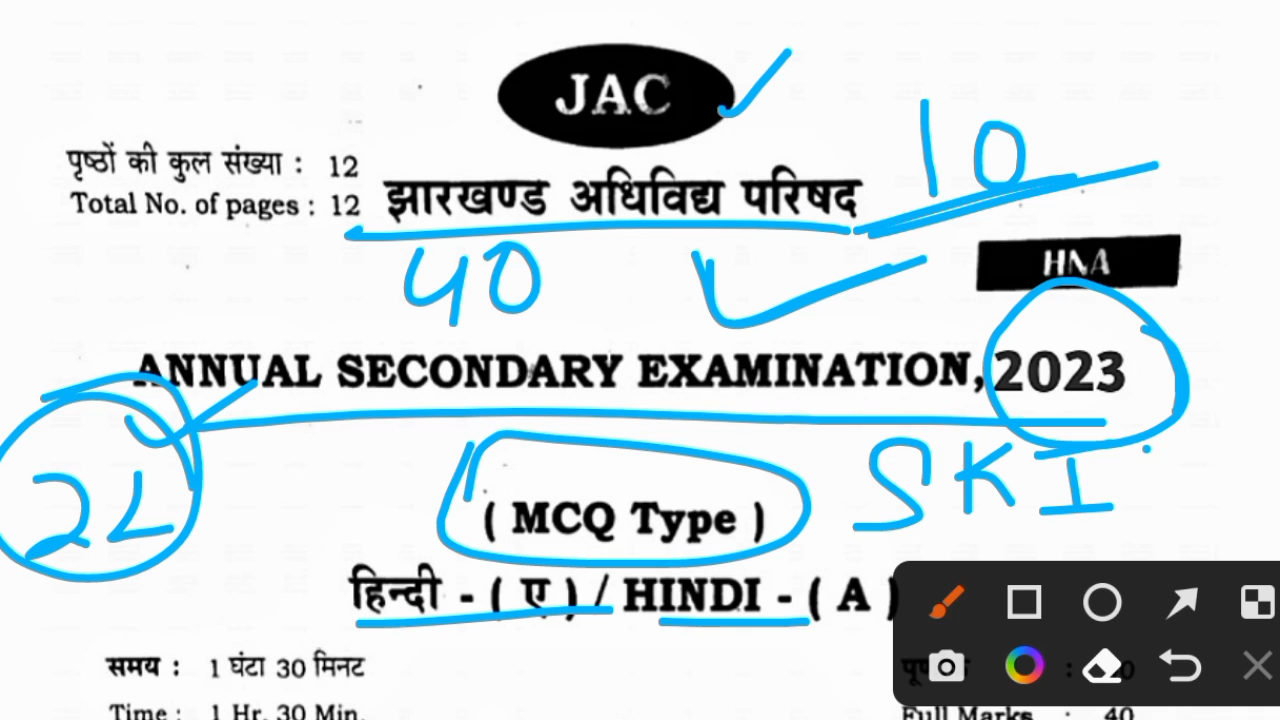 JAC
पृष्ठों की कुल संख्या : 12
Total No. of pages : 12
झारखण्ड अधिविद्य परिषद
10
40
HNA
ANNUAL SECONDARY EXAMINATION, 2023
SKI
( MCQ Type )
हिन्दी - ( ए ) / HINDI - ( A )
समय : 1 घंटा 30 मिनट
Time : 1 Hr. 30 Min.
Full Marks : 40